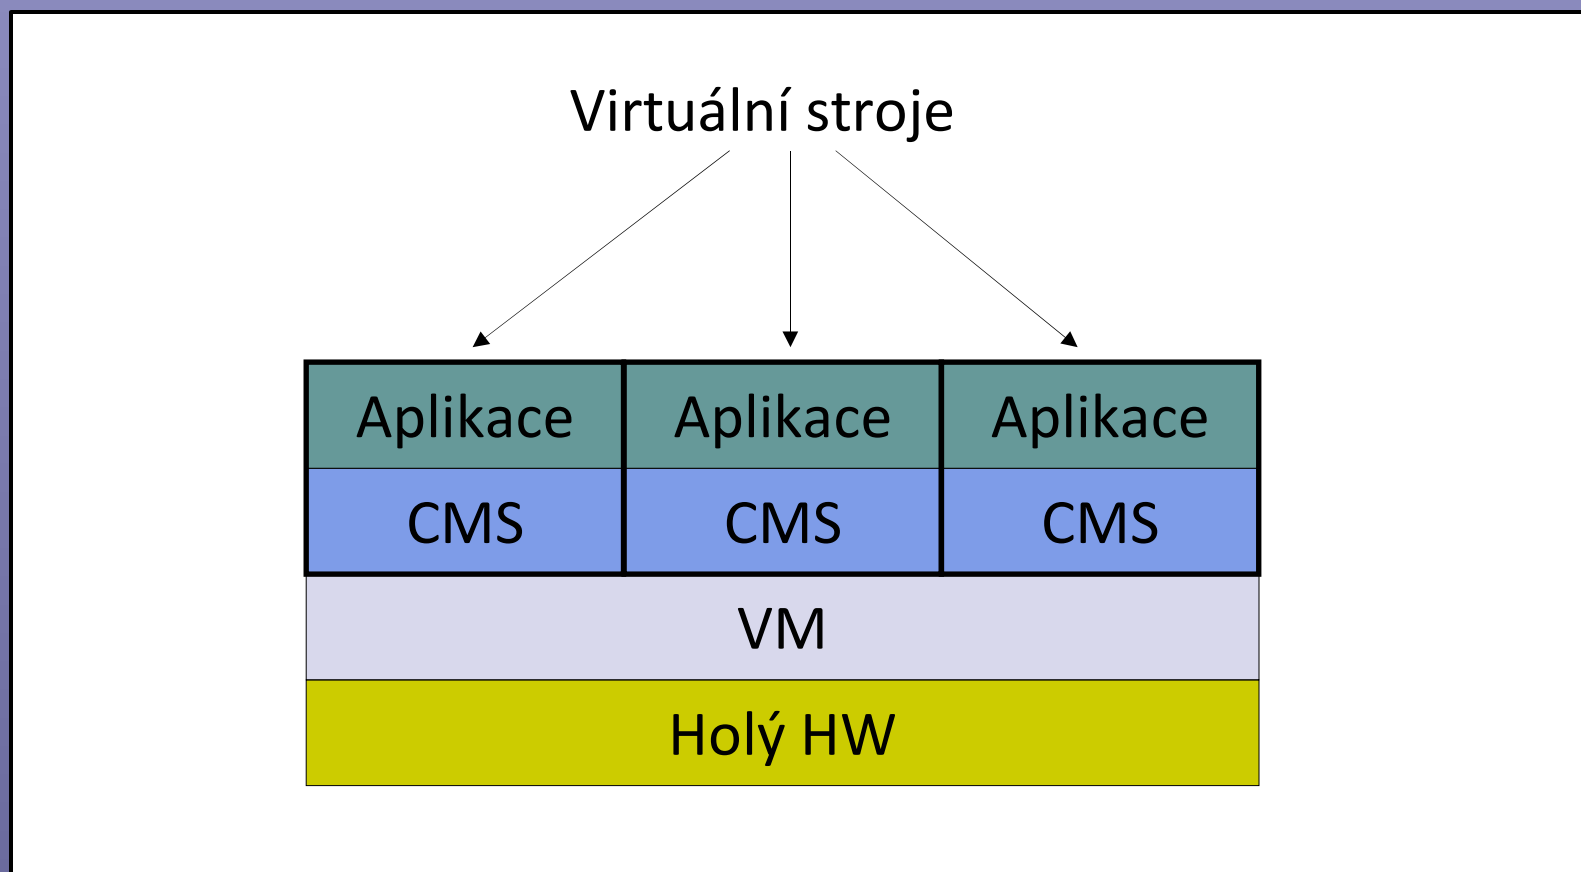 Virtuální stroje
Aplikace Aplikace Aplikace
CMS CMS CMS
VM
Holý HW